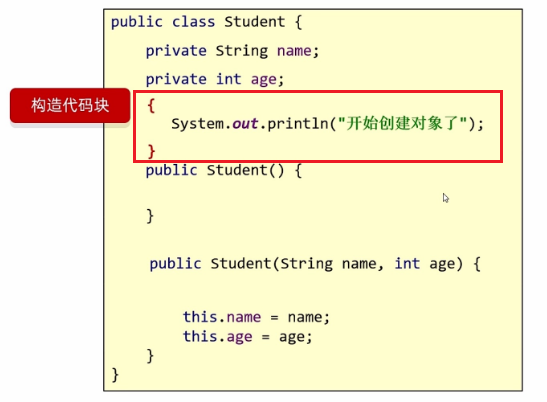 public class Student {
private String name;
private int age;
构造代码块
{
System.out.println("开始创建对象了");
}
public Student() {
}
public Student(String name, int age) {
this.name = name;
this.age = age;
}
}